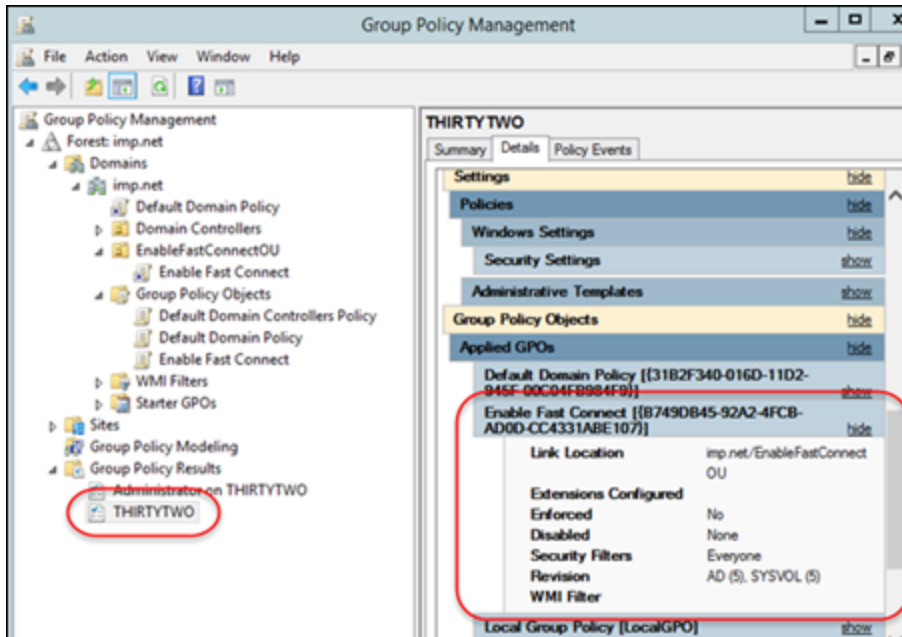 Group Policy Management
File Action View Window Help
Group Policy Management
Forest: imp.net
Domains
imp.net
Default Domain Policy
Domain Controllers
EnableFastConnectOU
Enable Fast Connect
Group Policy Objects
Default Domain Controllers Policy
Default Domain Policy
Enable Fast Connect
WMI Filters
Starter GPOs
Sites
Group Policy Modeling
Group Policy Results
Administrator on THIRTYTWO
THIRTYTWO
THIRTYTWO
Summary Details Policy Events
Settings hide
Policies hide
Windows Settings hide
Security Settings show
Administrative Templates show
Group Policy Objects hide
Applied GPOs hide
Default Domain Policy [{31B2F340-016D-11D2-
945F-00C04FB984F9}] show
Enable Fast Connect [{B749DB45-92A2-4FCB-
AD0D-CC4331ABE107}] hide
Link Location imp.net/EnableFastConnect
OU
Extensions Configured
Enforced No
Disabled None
Security Filters Everyone
Revision AD (5), SYSVOL (5)
WMI Filter
Local Group Policy [LocalGPO] show